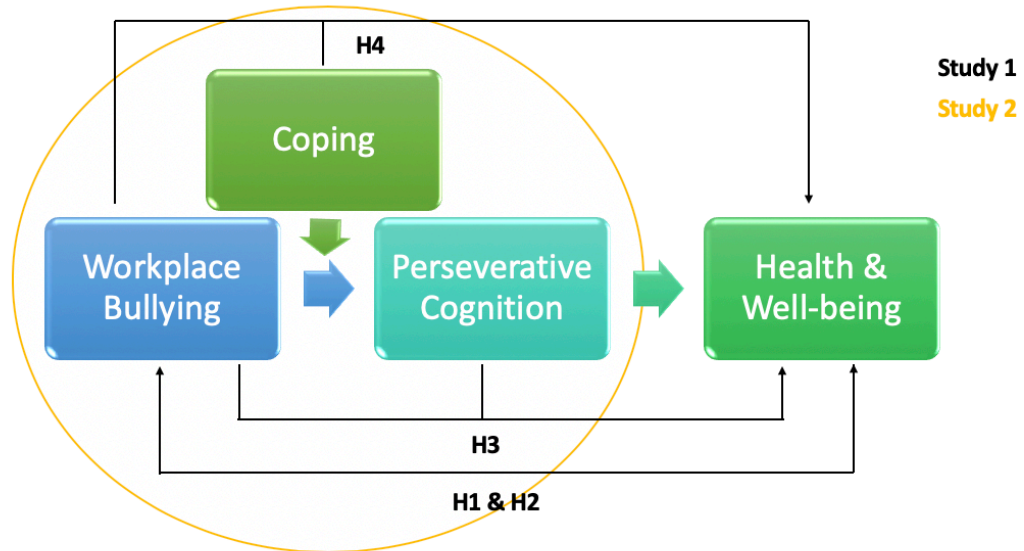 H4
Study 1
Study 2
Coping
Workplace
Bullying
Perseverative
Cognition
Health &
Well-being
H3
H1 & H2